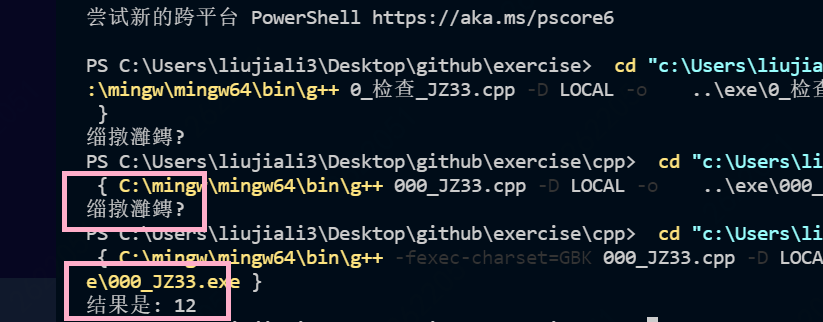 尝试新的跨平台 PowerShell https://aka.ms/pscore6
PS C:\Users\liujiali3\Desktop\github\exercise>  cd "c:\Users\liujia
:\mingw\mingw64\bin\g++ 0_检查_JZ33.cpp -D LOCAL -o    ..\exe\0_检查
 }
缁撴灉鏄?
PS C:\Users\liujiali3\Desktop\github\exercise\cpp>  cd "c:\Users\li
 { C:\mingw\mingw64\bin\g++ 000_JZ33.cpp -D LOCAL -o    ..\exe\000_
缁撴灉鏄?
PS C:\Users\liujiali3\Desktop\github\exercise\cpp>  cd "c:\Users\li
 { C:\mingw\mingw64\bin\g++ -fexec-charset=GBK 000_JZ33.cpp -D LOCA
e\000_JZ33.exe }
结果是: 12